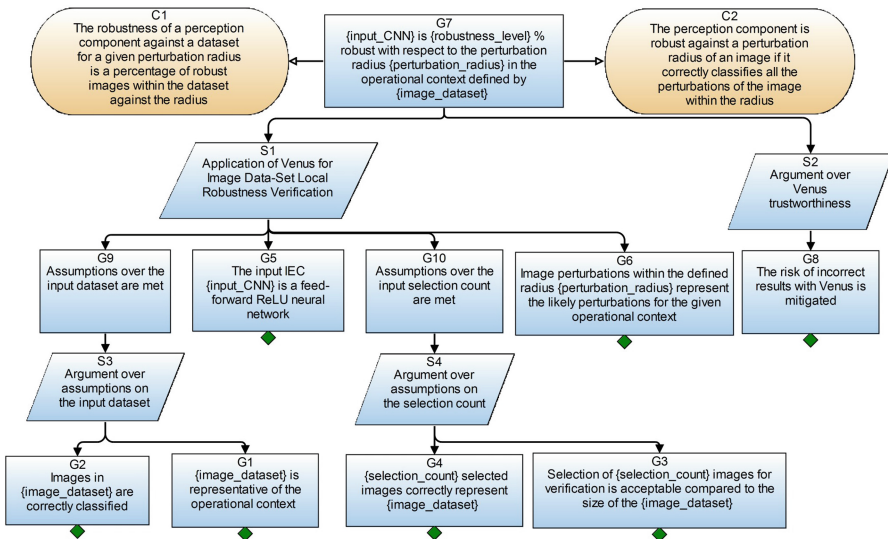 C1
The robustness of a perception
component against a dataset
for a given perturbation radius
is a percentage of robust
images within the dataset
against the radius
G7
{input_CNN} is {robustness_level} %
robust with respect to the perturbation
radius {perturbation_radius} in the
operational context defined by
{image_dataset}
C2
The perception component is
robust against a perturbation
radius of an image if it
correctly classifies all the
perturbations of the image
within the radius
S1
Application of Venus for
Image Data-Set Local
Robustness Verification
S2
Argument over
Venus
trustworthiness
G9
Assumptions over the
input dataset are met
G5
The input IEC
{input_CNN} is a feed-
forward ReLU neural
network
G10
Assumptions over the
input selection count
are met
G6
Image perturbations within the defined
radius {perturbation_radius} represent
the likely perturbations for the given
operational context
G8
The risk of incorrect
results with Venus is
mitigated
S3
Argument over
assumptions on
the input dataset
S4
Argument over
assumptions on
the selection count
G2
Images in
{image_dataset} are
correctly classified
G1
{image_dataset} is
representative of the
operational context
G4
{selection_count} selected
images correctly represent
{image_dataset}
G3
Selection of {selection_count} images for
verification is acceptable compared to the
size of the {image_dataset}